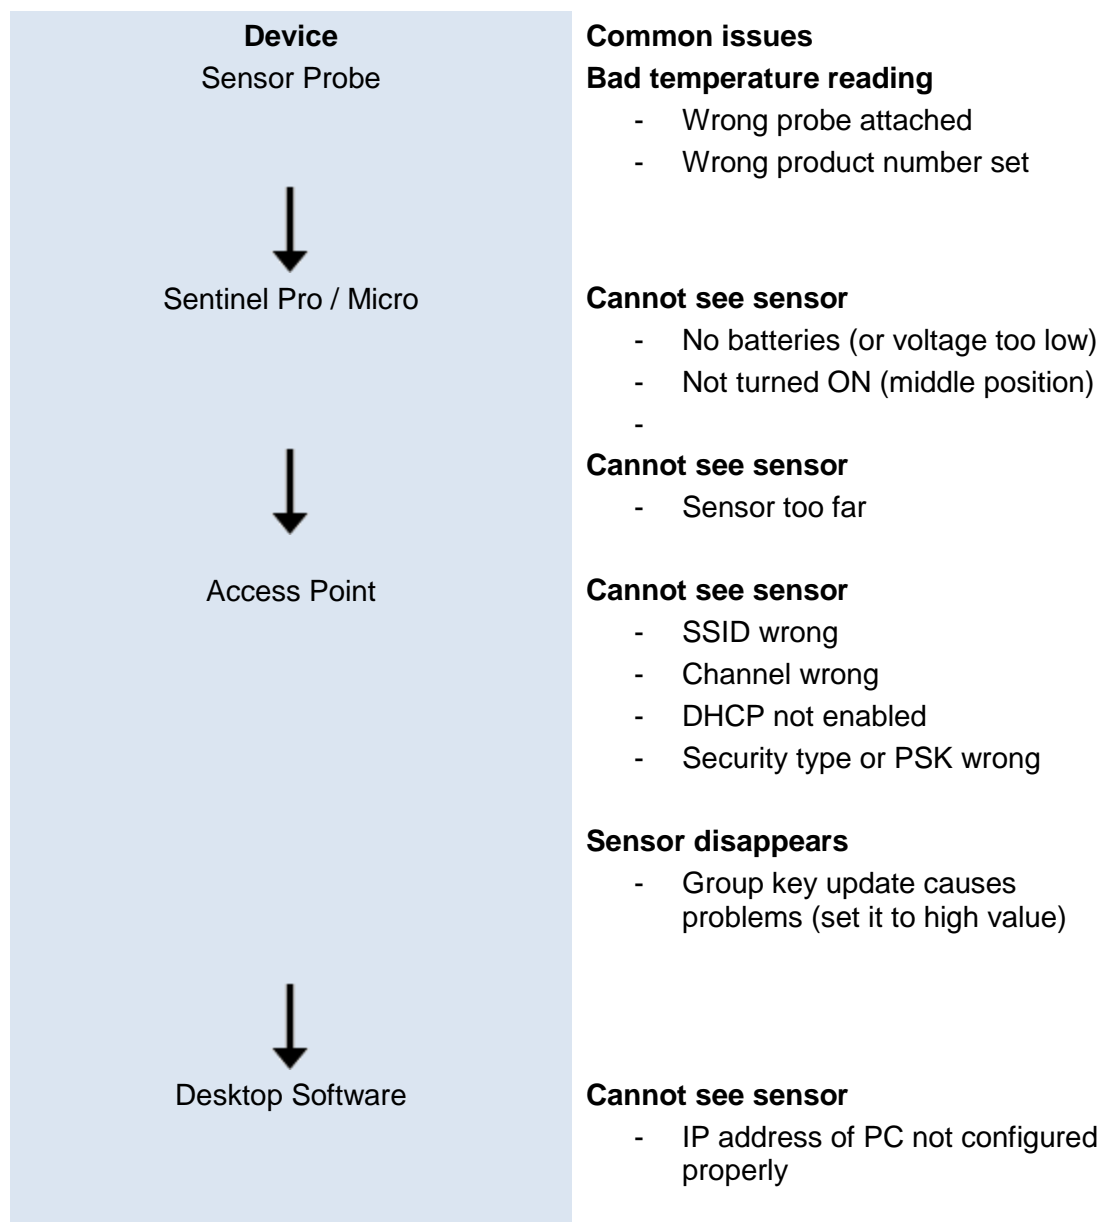 Device Common issues
Sensor Probe Bad temperature reading
- Wrong probe attached
- Wrong product number set
Sentinel Pro / Micro Cannot see sensor
- No batteries (or voltage too low)
- Not turned ON (middle position)
-
Cannot see sensor
- Sensor too far
Access Point Cannot see sensor
- SSID wrong
- Channel wrong
- DHCP not enabled
- Security type or PSK wrong
Sensor disappears
- Group key update causes
problems (set it to high value)
Desktop Software Cannot see sensor
- IP address of PC not configured
properly